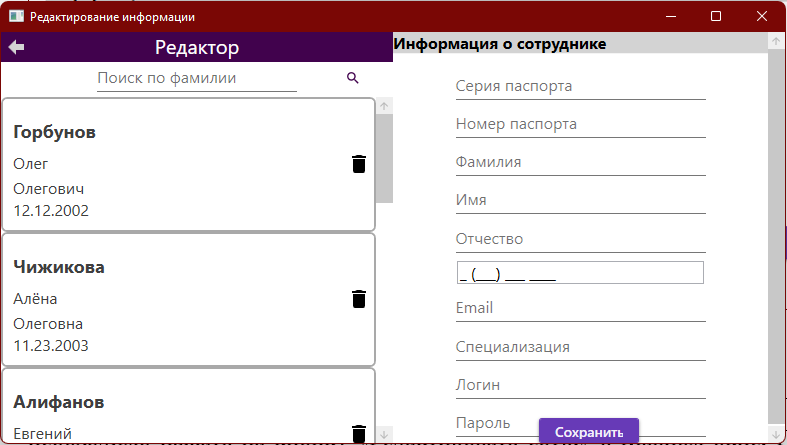 Редактирование информации
Редактор
Поиск по фамилии
Горбунов
Олег
Олегович
12.12.2002
Чижикова
Алёна
Олеговна
11.23.2003
Алифанов
Евгений
Информация о сотруднике
Серия паспорта
Номер паспорта
Фамилия
Имя
Отчество
_ (___) ___ ____
Email
Специализация
Логин
Пароль
Сохранить